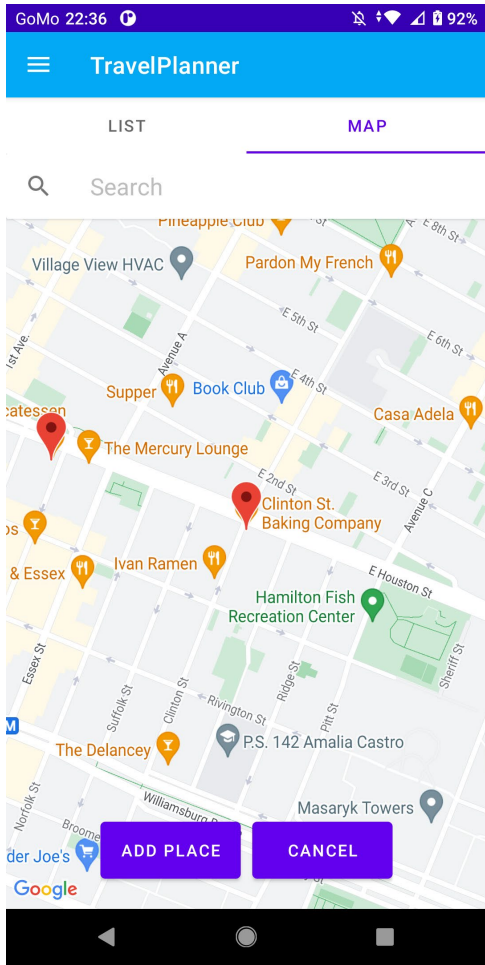 GoMo 22:36
92%
TravelPlanner
LIST
MAP
Search
Pineapple Club
E 8th St
Village View HVAC
Pardon My French
E 5th St
E 6th St
1st Ave.
Avenue A
E 4th St
Supper
Book Club
catessen
Casa Adela
The Mercury Lounge
E 2nd St
E 3rd St
Avenue C
Clinton St.
Baking Company
os
Ivan Ramen
& Essex
E Houston St
Hamilton Fish
Recreation Center
Essex St
Sheriff St
Ridge St
Suffolk St
Clinton St
Rivington St
Pitt St
M
P.S. 142 Amalia Castro
The Delancey
Norfolk St
Williamsburg
Masaryk Towers
Broome
der Joe's
ADD PLACE
CANCEL
Google